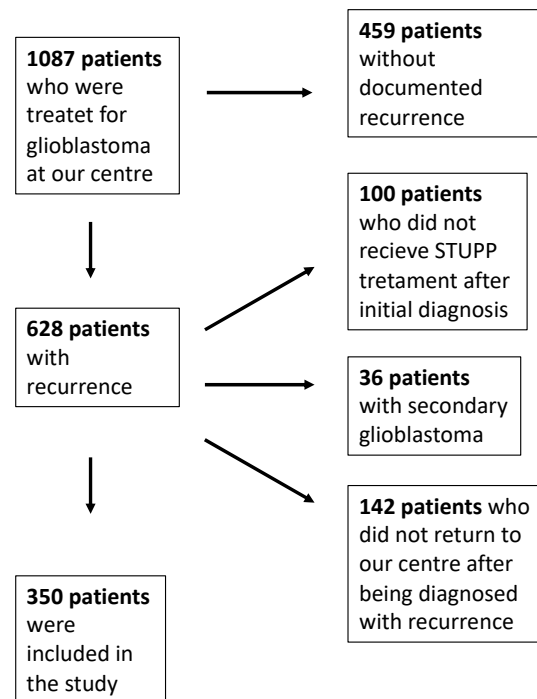 1087 patients
who were
treatet for
glioblastoma
at our centre
459 patients
without
documented
recurrence
100 patients
who did not
recieve STUPP
tretament after
initial diagnosis
628 patients
with
recurrence
36 patients
with secondary
glioblastoma
142 patients who
did not return to
our centre after
being diagnosed
with recurrence
350 patients
were
included in
the study